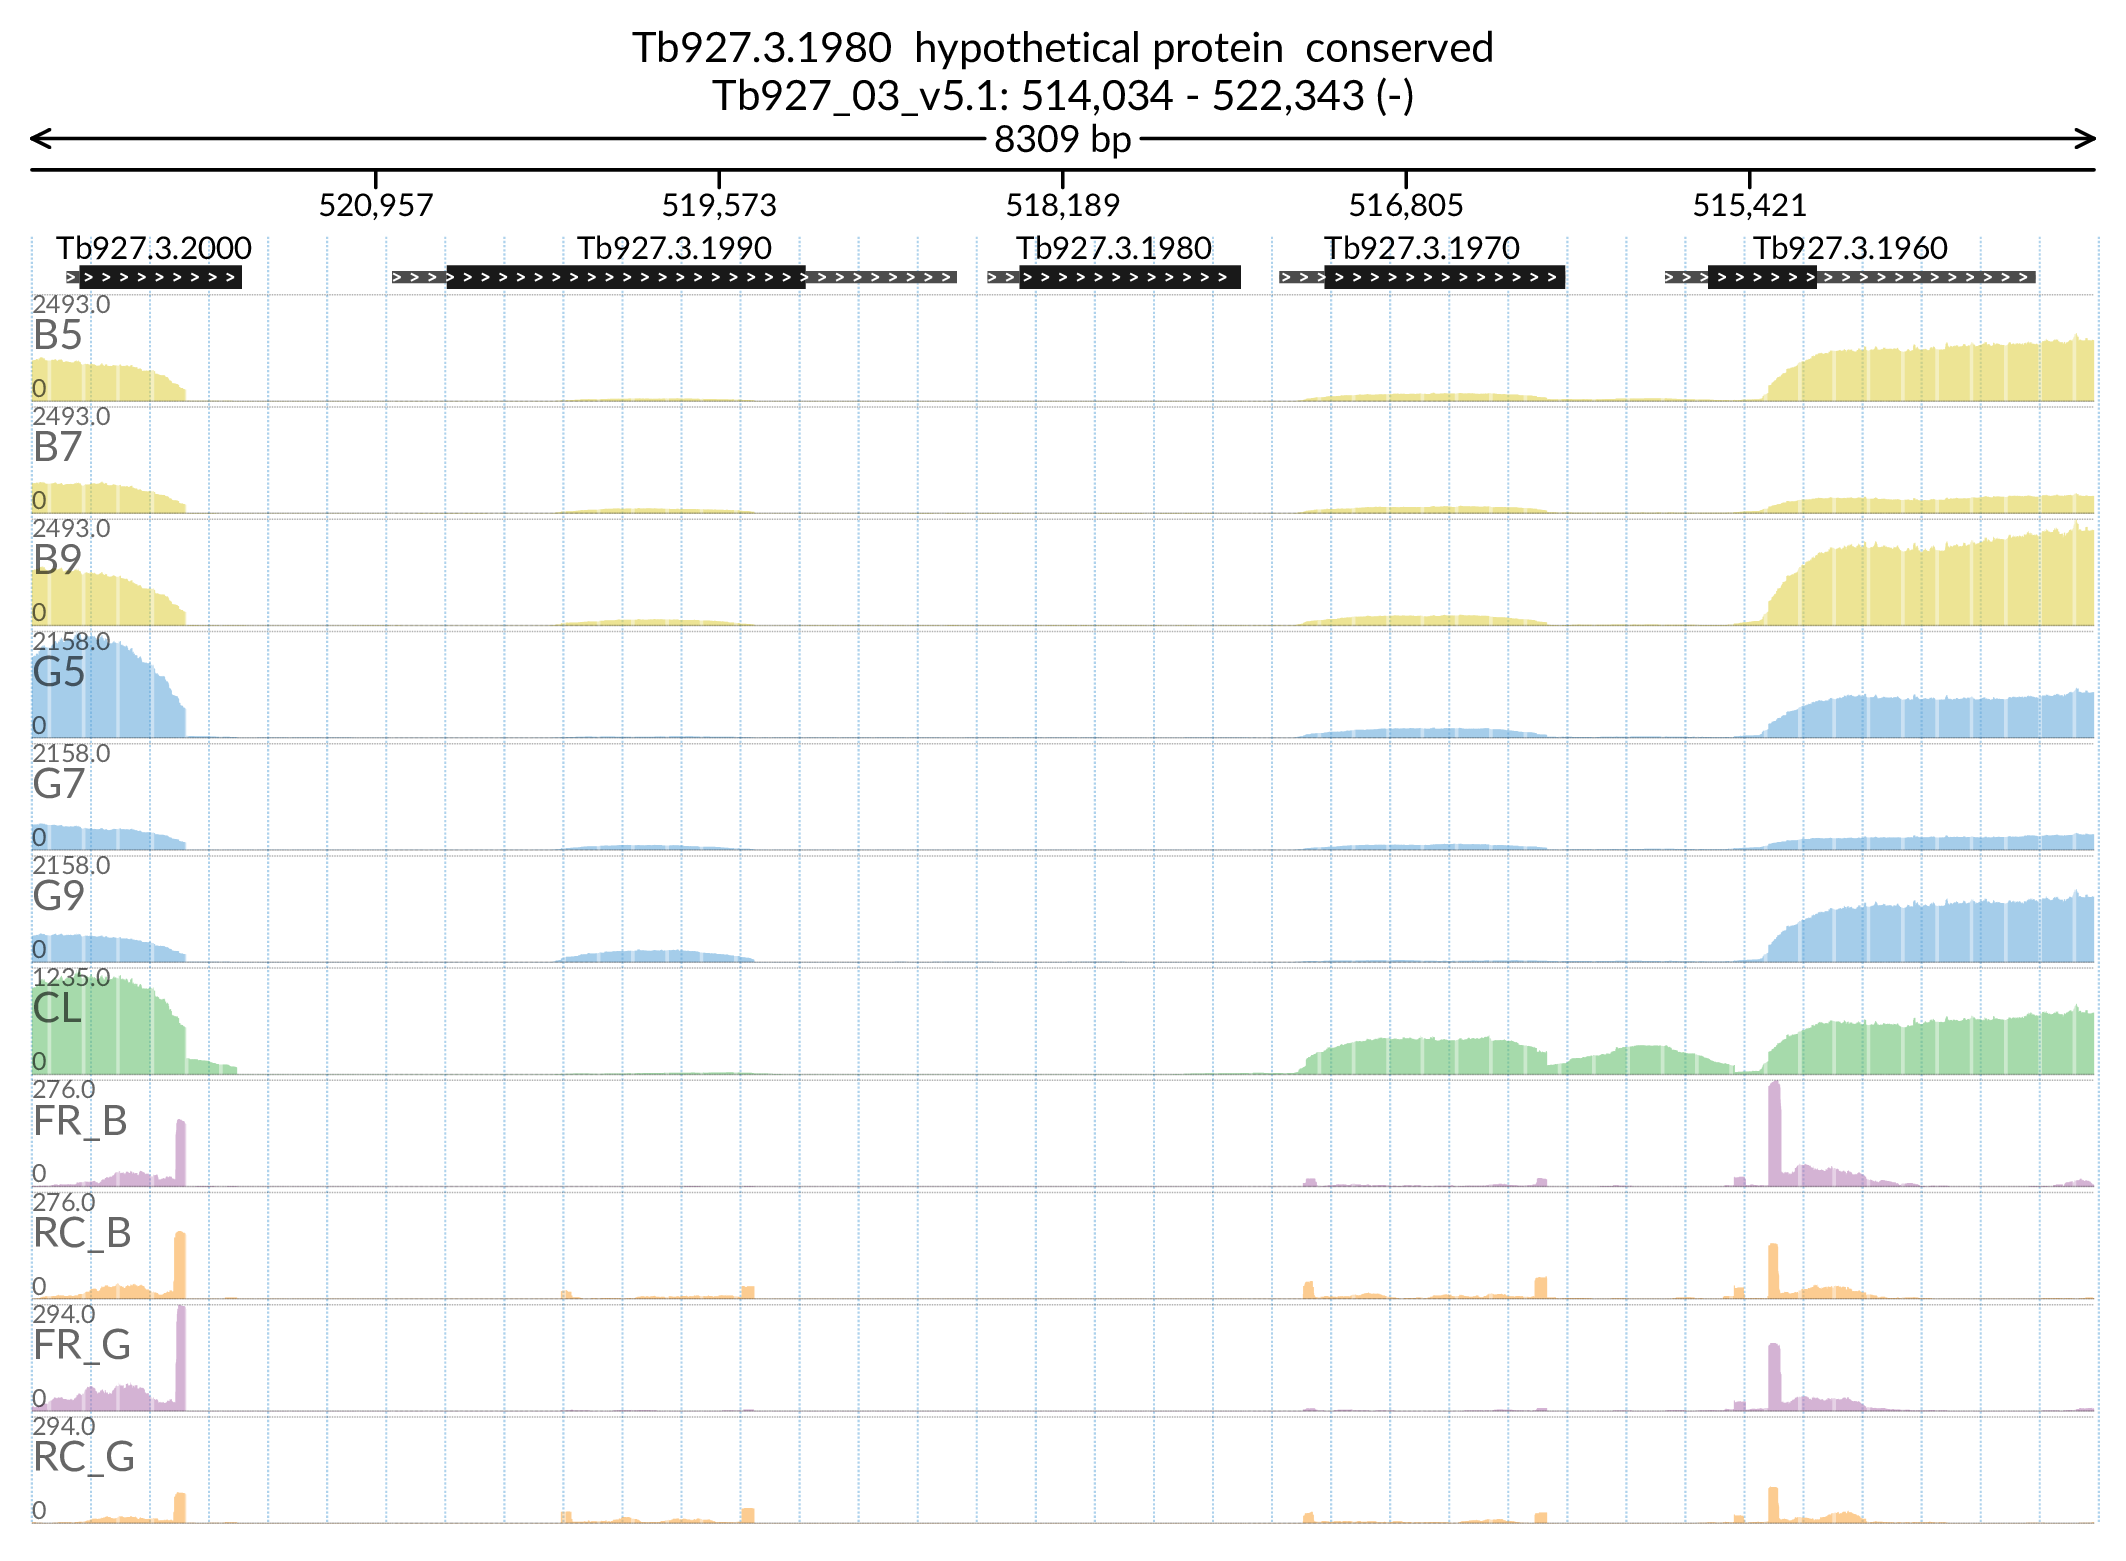 Tb927.3.1980  hypothetical protein  conserved
Tb927_03_v5.1: 514,034 - 522,343 (-)
8309 bp
520,957 519,573 518,189 516,805 515,421
Tb927.3.2000 Tb927.3.1990 Tb927.3.1980 Tb927.3.1970 Tb927.3.1960
2493.0
B5
0
2493.0
B7
0
2493.0
B9
0
2158.0
G5
0
2158.0
G7
0
2158.0
G9
0
1235.0
CL
0
276.0
FR_B
0
276.0
RC_B
0
294.0
FR_G
0
294.0
RC_G
0